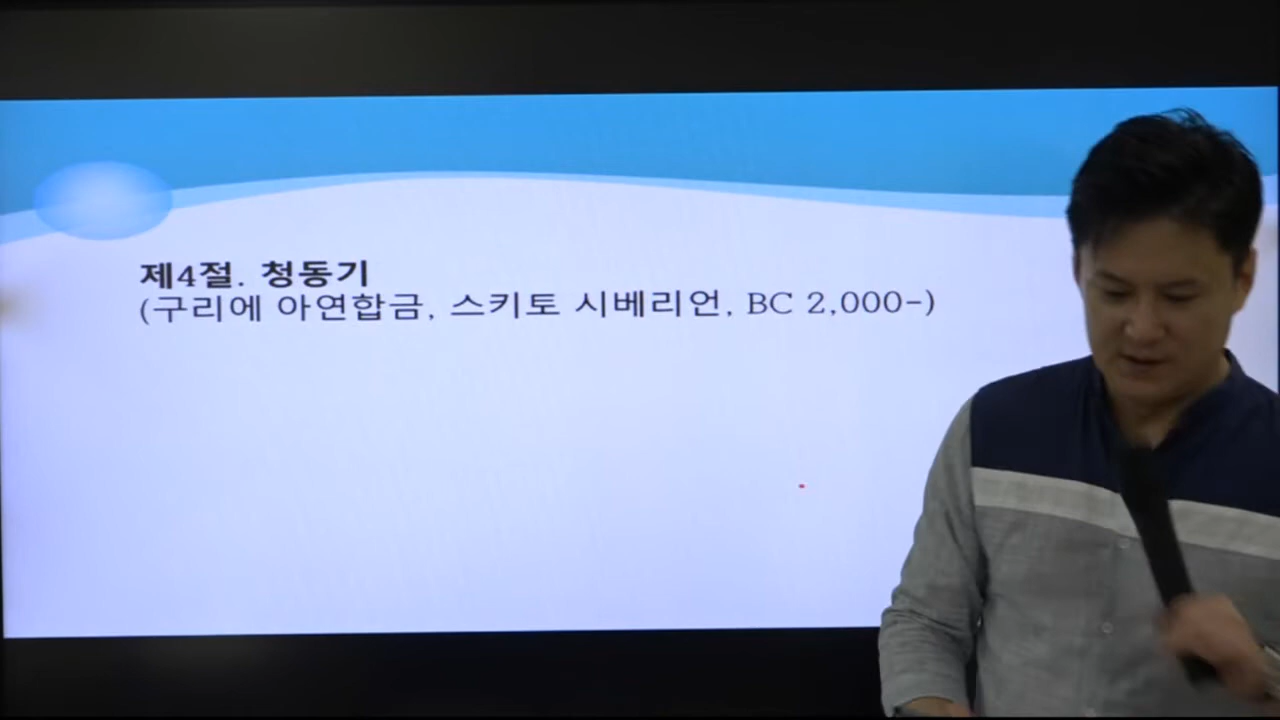 제4절. 청동기
(구리에 아연합금, 스키토 시베리언, BC 2,000-)